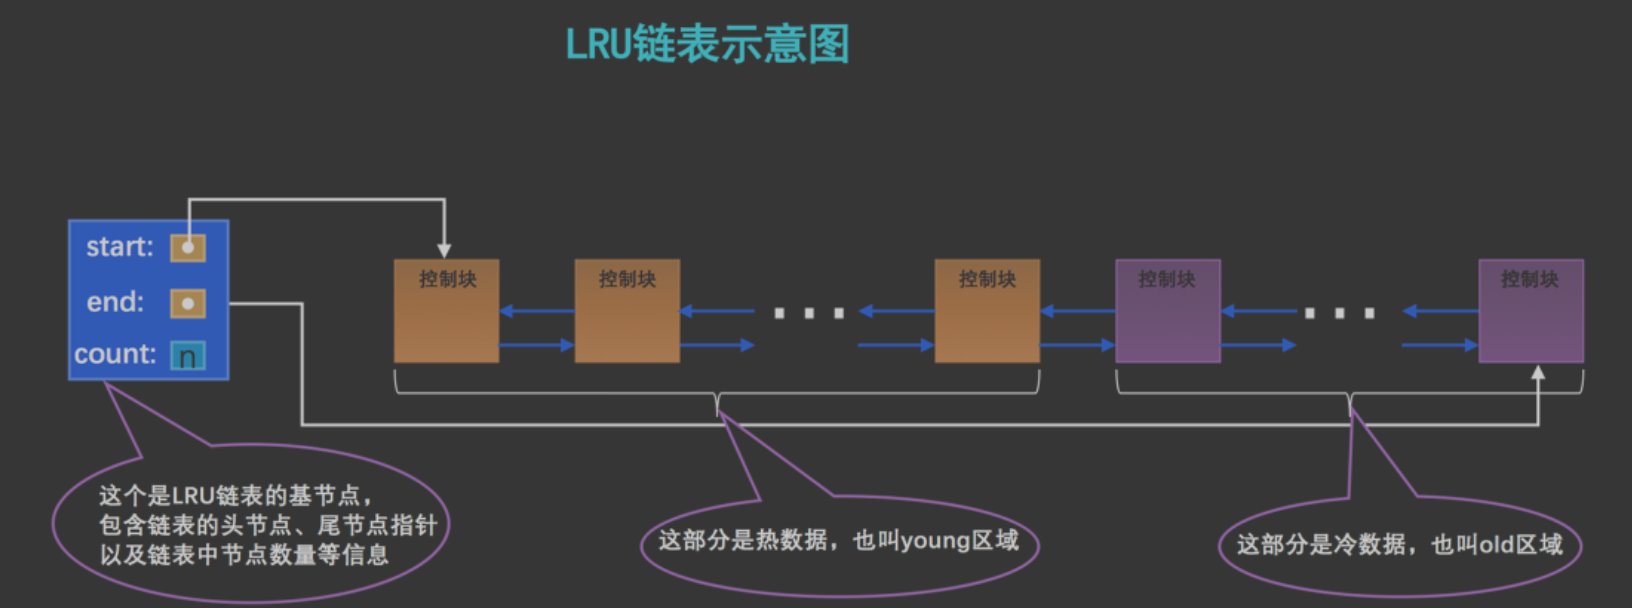 LRU链表示意图
start:
end:
count: n
控制块
控制块
控制块
控制块
控制块
这个是LRU链表的基节点，
包含链表的头节点、尾节点指针
以及链表中节点数量等信息
这部分是热数据，也叫young区域
这部分是冷数据，也叫old区域